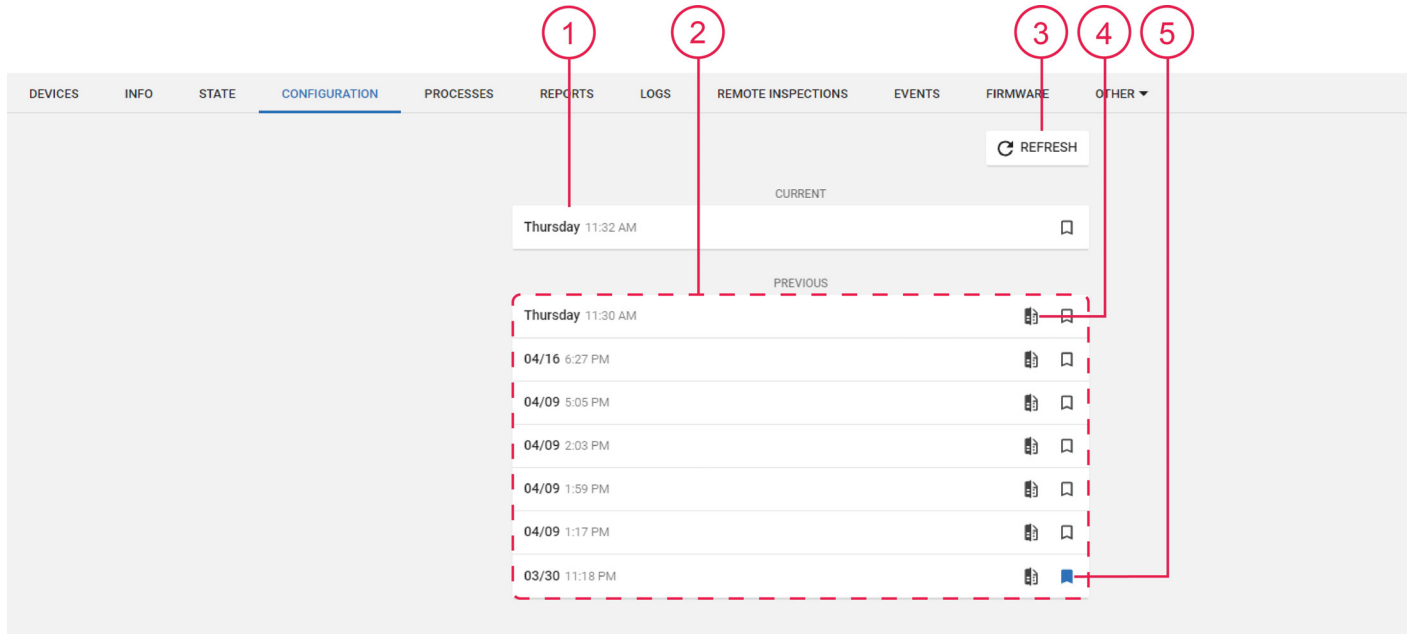 1 2 3 4 5
DEVICES INFO STATE CONFIGURATION PROCESSES REPORTS LOGS REMOTE INSPECTIONS EVENTS FIRMWARE OTHER
REFRESH
CURRENT
Thursday 11:32 AM
PREVIOUS
Thursday 11:30 AM
04/16 6:27 PM
04/09 5:05 PM
04/09 2:03 PM
04/09 1:59 PM
04/09 1:17 PM
03/30 11:18 PM